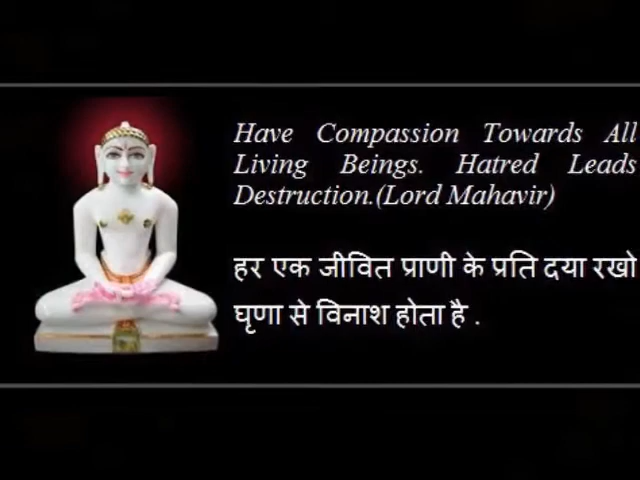 Have Compassion Towards All
Living Beings. Hatred Leads
Destruction.(Lord Mahavir)
हर एक जीवित प्राणी के प्रति दया रखो
घृणा से विनाश होता है .